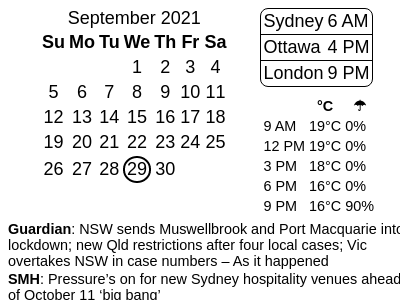 September 2021
Su Mo Tu We Th Fr Sa
1 2 3 4
5 6 7 8 9 10 11
12 13 14 15 16 17 18
19 20 21 22 23 24 25
26 27 28 29 30
Sydney 6 AM
Ottawa 4 PM
London 9 PM
°C ☂
9 AM 19°C 0%
12 PM 19°C 0%
3 PM 18°C 0%
6 PM 16°C 0%
9 PM 16°C 90%
Guardian: NSW sends Muswellbrook and Port Macquarie into
lockdown; new Qld restrictions after four local cases; Vic
overtakes NSW in case numbers – As it happened
SMH: Pressure’s on for new Sydney hospitality venues ahead
of October 11 ‘big bang’